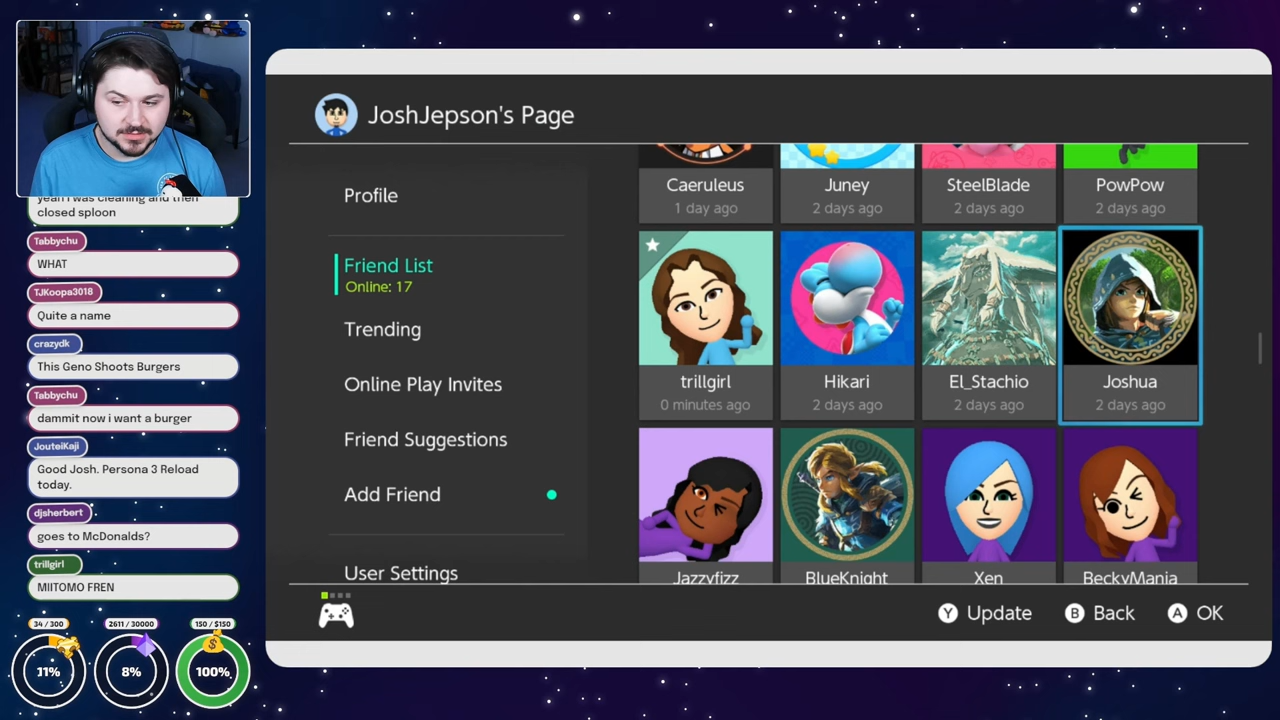 yeah i was cleaning and then
closed sploon
Tabbychu
WHAT
TJKoopa3018
Quite a name
crazydk
This Geno Shoots Burgers
Tabbychu
dammit now i want a burger
JouteiKaji
Good Josh. Persona 3 Reload
today.
djsherbert
goes to McDonalds?
trillgirl
MIITOMO FREN
34 / 300
2611 / 30000
150 / $150
11%
8%
100%
JoshJepson's Page
Profile
Friend List
Online: 17
Trending
Online Play Invites
Friend Suggestions
Add Friend
User Settings
Caeruleus
1 day ago
Juney
2 days ago
SteelBlade
2 days ago
PowPow
2 days ago
trillgirl
0 minutes ago
Hikari
2 days ago
El_Stachio
2 days ago
Joshua
2 days ago
Jazzyfizz
BlueKnight
Xen
BeckyMania
Y Update
B Back
A OK